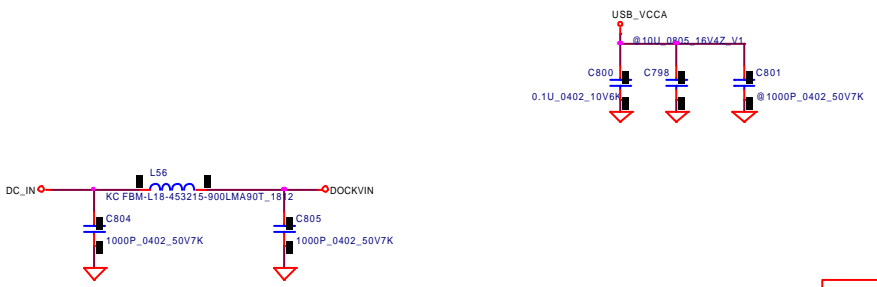 USB_VCCA
@10U_0805_16V4Z_V1
C800
C798
C801
0.1U_0402_10V6K
@1000P_0402_50V7K
L56
DC_IN
DOCKVIN
KC FBM-L18-453215-900LMA90T_1812
C804
C805
1000P_0402_50V7K
1000P_0402_50V7K